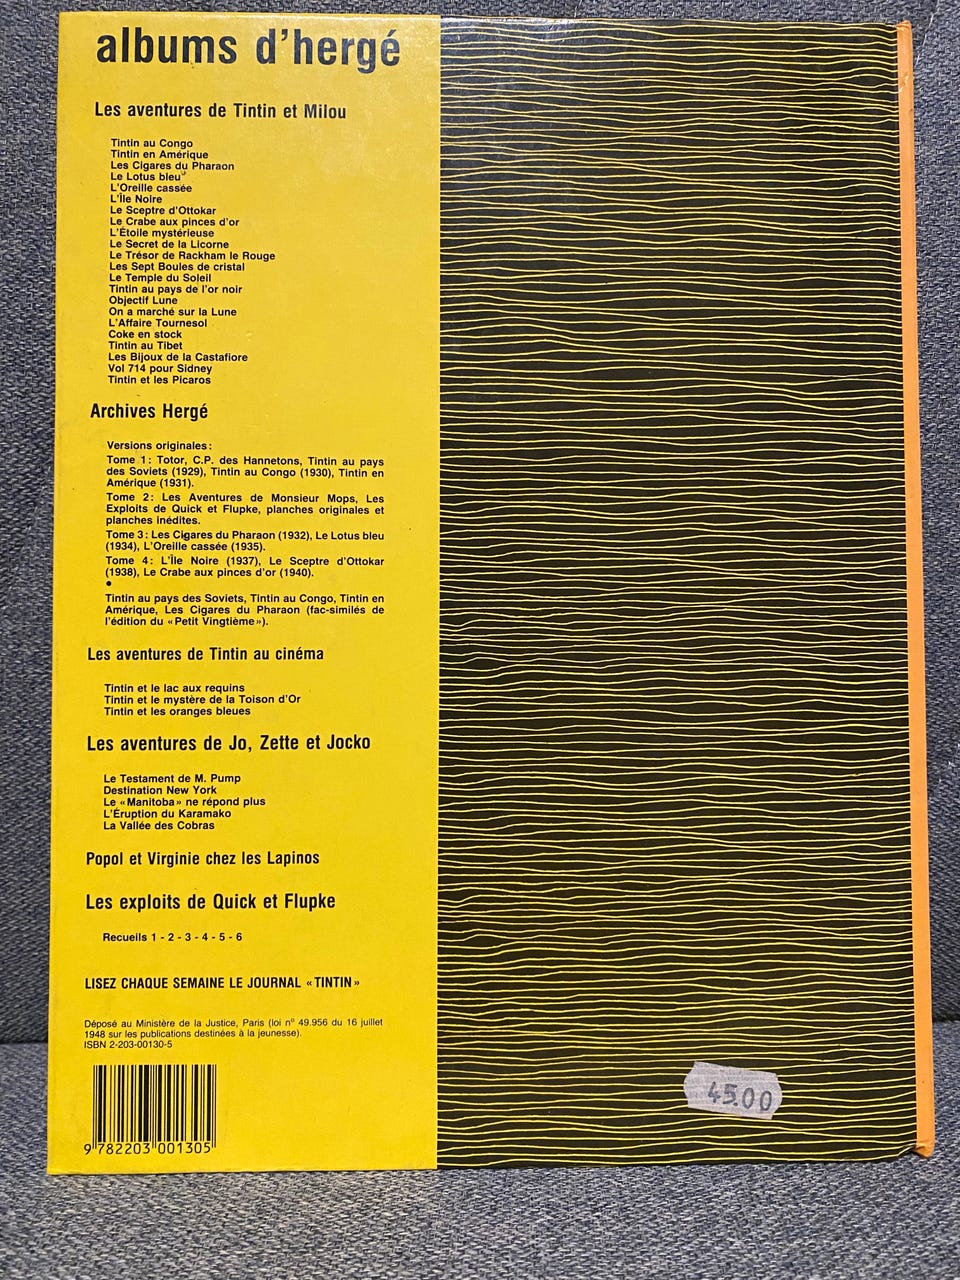 albums d'hergé
Les aventures de Tintin et Milou
Tintin au Congo
Tintin en Amérique
Les Cigares du Pharaon
Le Lotus bleu
L'Oreille cassée
L'Île Noire
Le Sceptre d'Ottokar
Le Crabe aux pinces d'or
L'Étoile mystérieuse
Le Secret de la Licorne
Le Trésor de Rackham le Rouge
Les Sept Boules de cristal
Le Temple du Soleil
Tintin au pays de l'or noir
Objectif Lune
On a marché sur la Lune
L'Affaire Tournesol
Coke en stock
Tintin au Tibet
Les Bijoux de la Castafiore
Vol 714 pour Sidney
Tintin et les Picaros
Archives Hergé
Versions originales :
Tome 1 : Totor, C.P. des Hannetons, Tintin au pays
des Soviets (1929), Tintin au Congo (1930), Tintin en
Amérique (1931).
Tome 2 : Les Aventures de Monsieur Mops, Les
Exploits de Quick et Flupke, planches originales et
planches inédites.
Tome 3 : Les Cigares du Pharaon (1932), Le Lotus bleu
(1934), L'Oreille cassée (1935).
Tome 4 : L'Île Noire (1937), Le Sceptre d'Ottokar
(1938), Le Crabe aux pinces d'or (1940).
●
Tintin au pays des Soviets, Tintin au Congo, Tintin en
Amérique, Les Cigares du Pharaon (fac-similés de
l'édition du « Petit Vingtième »).
Les aventures de Tintin au cinéma
Tintin et le lac aux requins
Tintin et le mystère de la Toison d'Or
Tintin et les oranges bleues
Les aventures de Jo, Zette et Jocko
Le Testament de M. Pump
Destination New York
Le « Manitoba » ne répond plus
L'Éruption du Karamako
La Vallée des Cobras
Popol et Virginie chez les Lapinos
Les exploits de Quick et Flupke
Recueils 1 - 2 - 3 - 4 - 5 - 6
LISEZ CHAQUE SEMAINE LE JOURNAL « TINTIN »
Déposé au Ministère de la Justice, Paris (loi nº 49.956 du 16 juillet
1948 sur les publications destinées à la jeunesse).
ISBN 2-203-00130-5
9 782203 001305
45.00